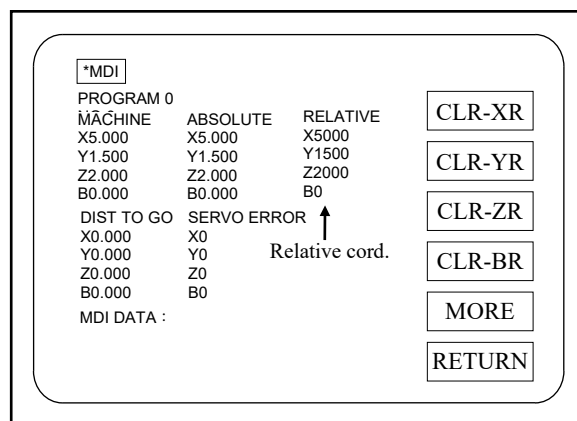 *MDI
PROGRAM 0
MACHINE ABSOLUTE RELATIVE
X5.000 X5.000 X5000
Y1.500 Y1.500 Y1500
Z2.000 Z2.000 Z2000
B0.000 B0.000 B0
DIST TO GO SERVO ERROR
X0.000 X0
Y0.000 Y0
Z0.000 Z0
B0.000 B0
Relative cord.
MDI DATA :
CLR-XR
CLR-YR
CLR-ZR
CLR-BR
MORE
RETURN